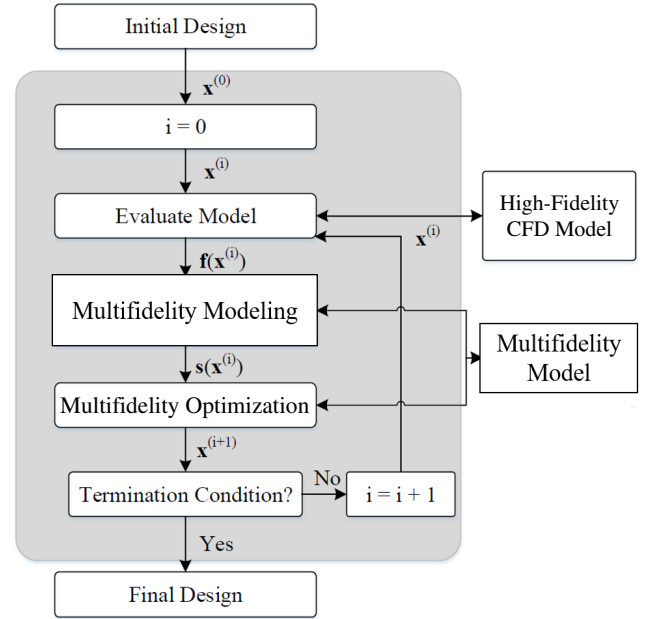 Initial Design
x^(0)
i = 0
x^(i)
Evaluate Model
High-Fidelity
CFD Model
x^(i)
f(x^(i))
Multifidelity Modeling
Multifidelity
Model
s(x^(i))
Multifidelity Optimization
x^(i+1)
Termination Condition?
No
i = i + 1
Yes
Final Design